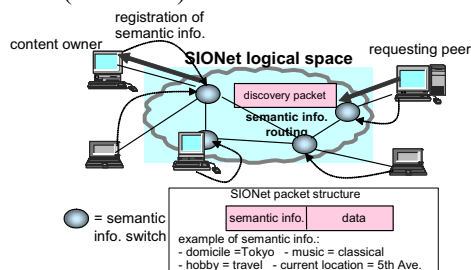 registration of
semantic info.
content owner
SIONet logical space
requesting peer
discovery packet
semantic info.
routing
SIONet packet structure
semantic info. data
= semantic
info. switch
example of semantic info.:
- domicile =Tokyo - music = classical
- hobby = travel - current location = 5th Ave.